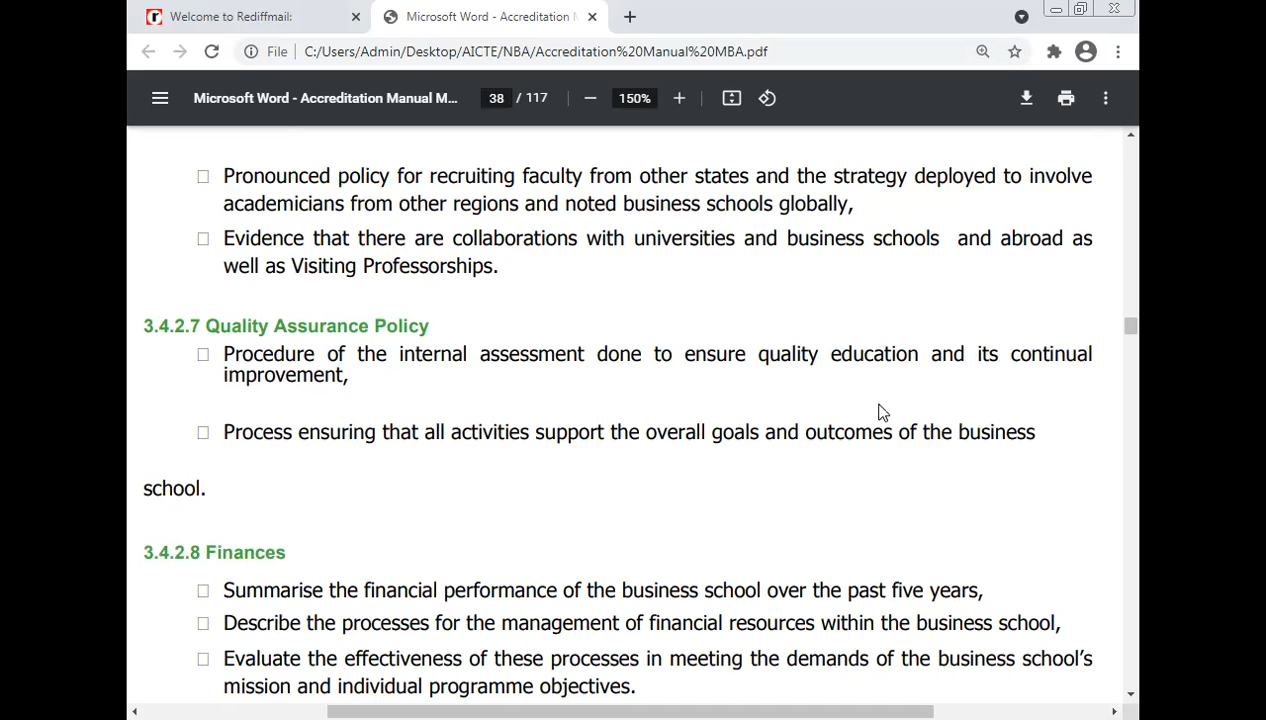 Welcome to Rediffmail:
Microsoft Word - Accreditation M
File
C:/Users/Admin/Desktop/AICTE/NBA/Accreditation%20Manual%20MBA.pdf
Microsoft Word - Accreditation Manual M...
38 / 117
150%
□ Pronounced policy for recruiting faculty from other states and the strategy deployed to involve
academicians from other regions and noted business schools globally,
□ Evidence that there are collaborations with universities and business schools and abroad as
well as Visiting Professorships.
3.4.2.7 Quality Assurance Policy
□ Procedure of the internal assessment done to ensure quality education and its continual
improvement,
□ Process ensuring that all activities support the overall goals and outcomes of the business
school.
3.4.2.8 Finances
□ Summarise the financial performance of the business school over the past five years,
□ Describe the processes for the management of financial resources within the business school,
□ Evaluate the effectiveness of these processes in meeting the demands of the business school's
mission and individual programme objectives.